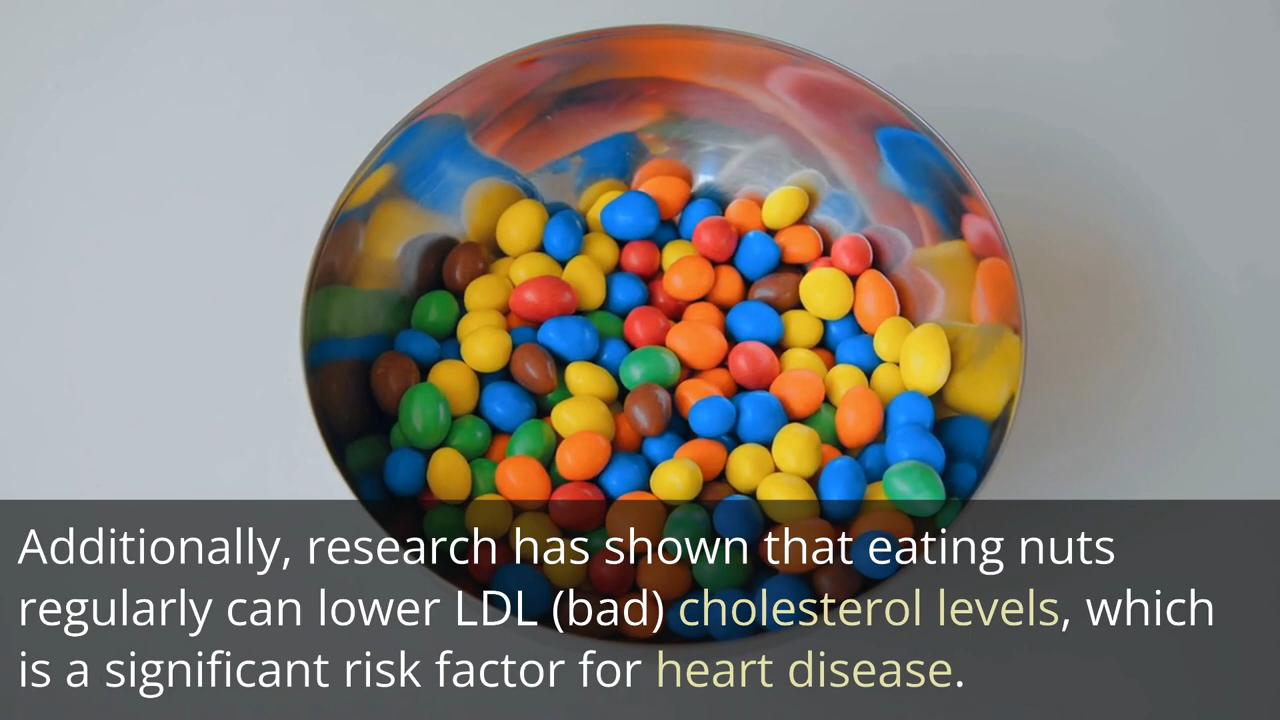 Additionally, research has shown that eating nuts
regularly can lower LDL (bad) cholesterol levels, which
is a significant risk factor for heart disease.